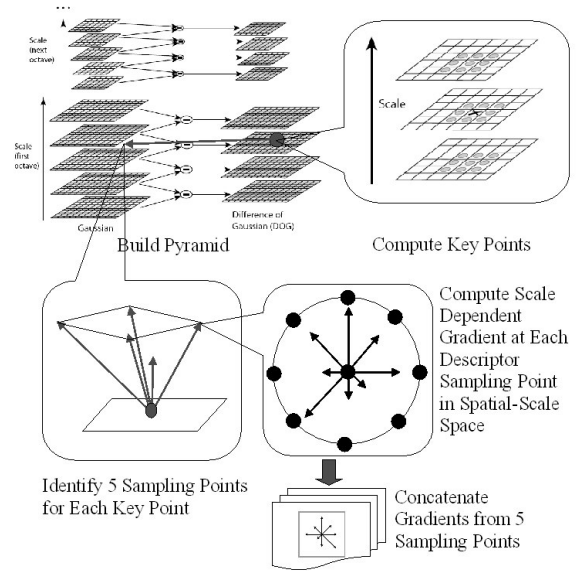 ...
Scale
(next
octave)
Scale
(first
octave)
Gaussian
Difference of
Gaussian (DOG)
Build Pyramid
Scale
Compute Key Points
Compute Scale
Dependent
Gradient at Each
Descriptor
Sampling Point
in Spatial-Scale
Space
Identify 5 Sampling Points
for Each Key Point
Concatenate
Gradients from 5
Sampling Points